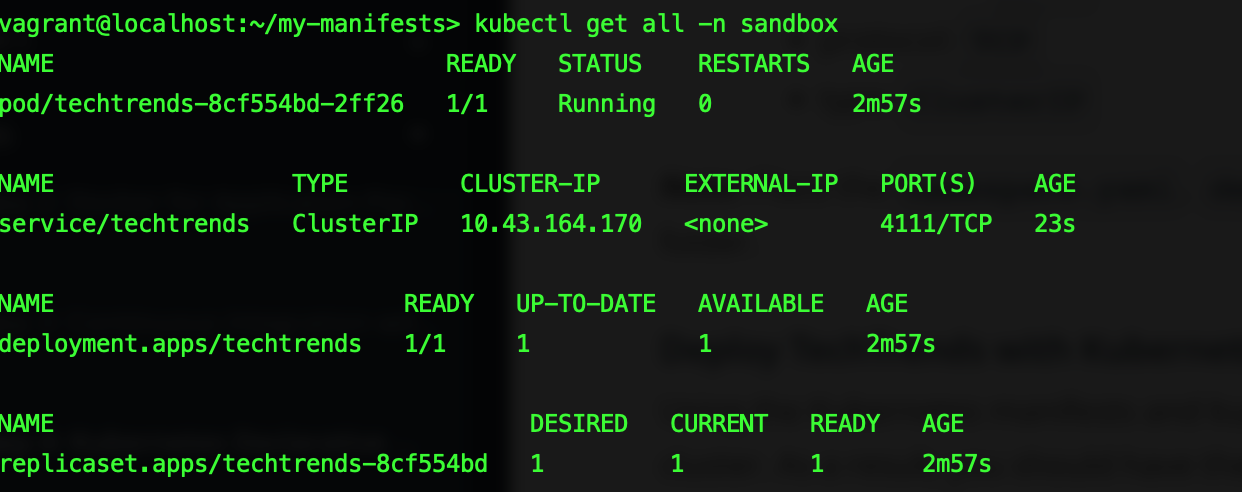 vagrant@localhost:~/my-manifests> kubectl get all -n sandbox
NAME READY STATUS RESTARTS AGE
pod/techtrends-8cf554bd-2ff26 1/1 Running 0 2m57s
NAME TYPE CLUSTER-IP EXTERNAL-IP PORT(S) AGE
service/techtrends ClusterIP 10.43.164.170 <none> 4111/TCP 23s
NAME READY UP-TO-DATE AVAILABLE AGE
deployment.apps/techtrends 1/1 1 1 2m57s
NAME DESIRED CURRENT READY AGE
replicaset.apps/techtrends-8cf554bd 1 1 1 2m57s